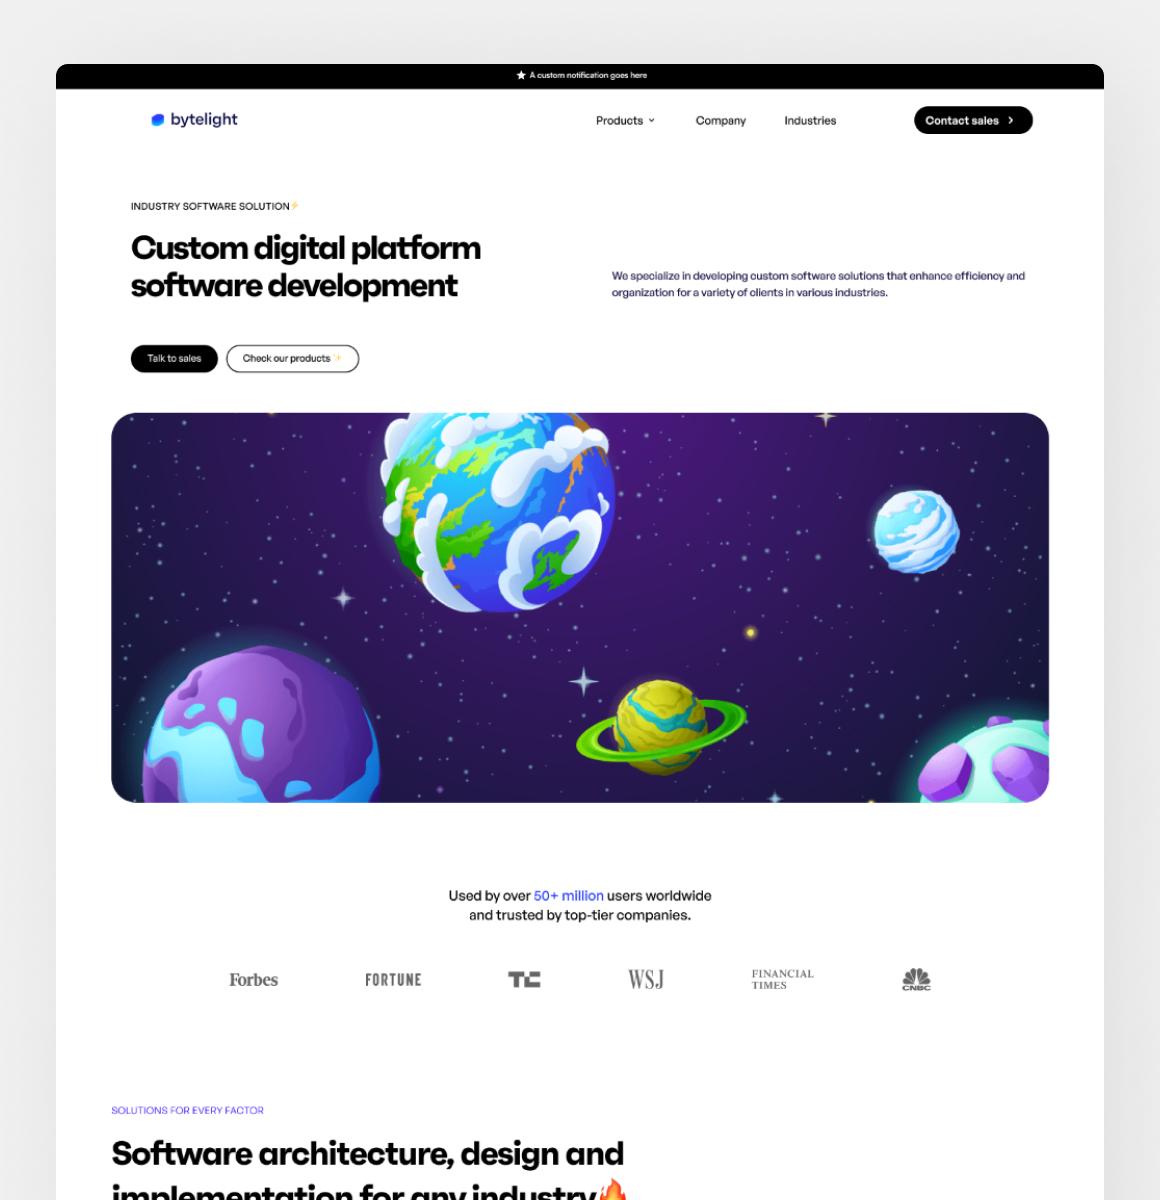 A custom notification goes here
bytelight
Products
Company
Industries
Contact sales
INDUSTRY SOFTWARE SOLUTION⚡
Custom digital platform
software development
We specialize in developing custom software solutions that enhance efficiency and
organization for a variety of clients in various industries.
Talk to sales
Check our products ✨
Used by over 50+ million users worldwide
and trusted by top-tier companies.
Forbes
FORTUNE
TC
WSJ
FINANCIAL
TIMES
CNBC
SOLUTIONS FOR EVERY FACTOR
Software architecture, design and
implementation for any industry🔥